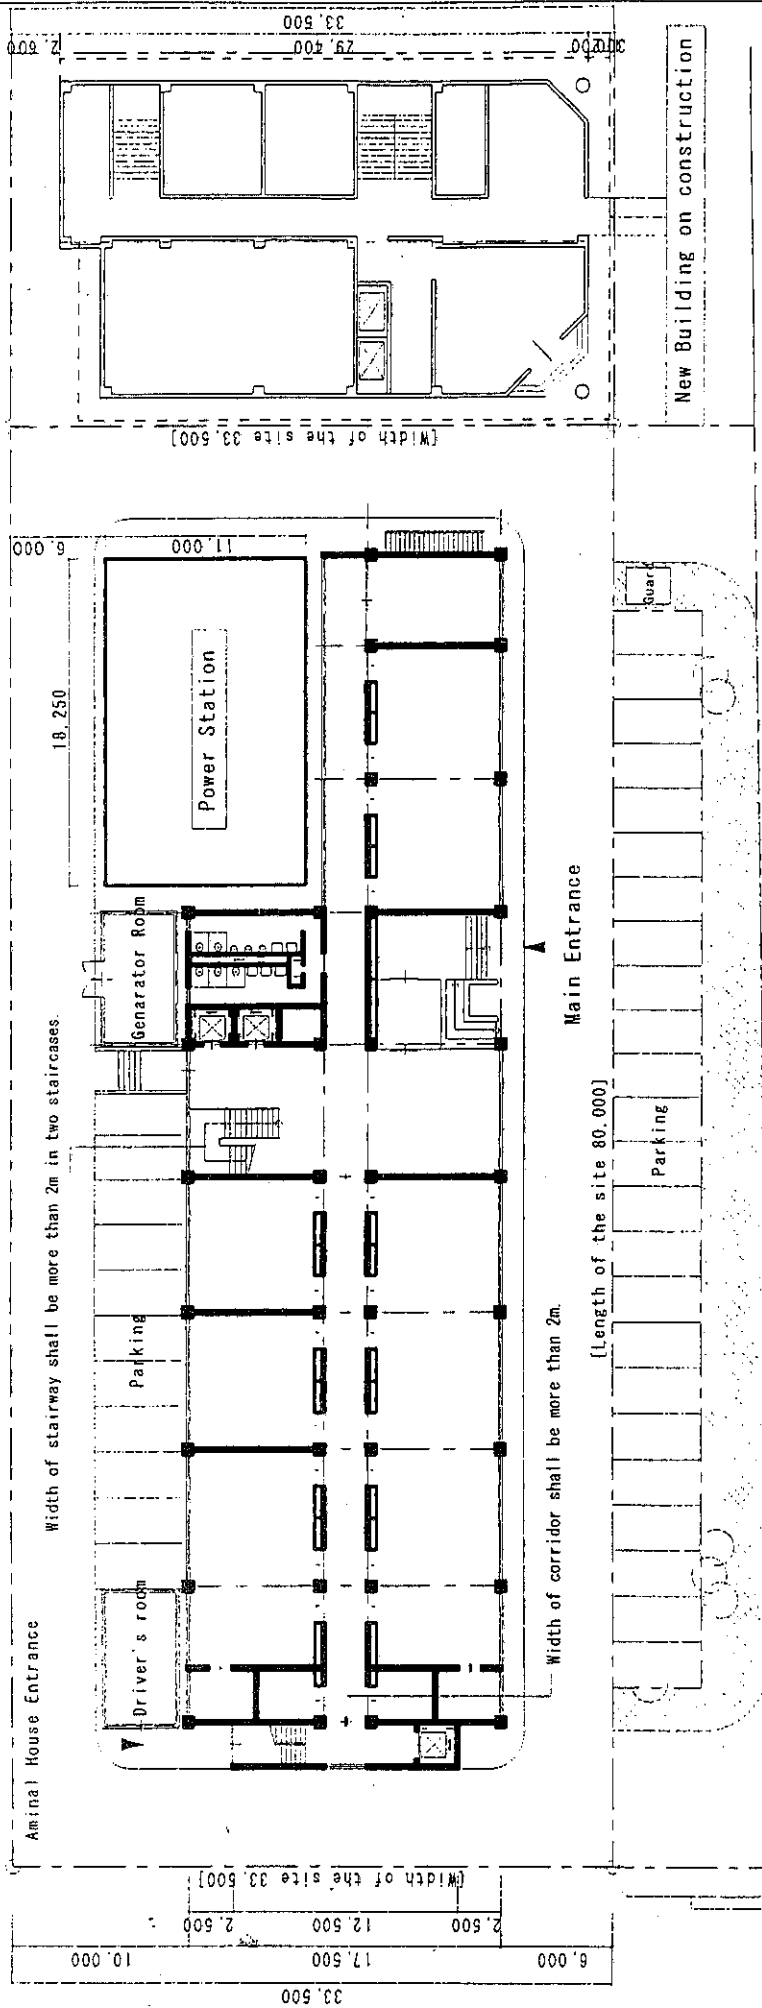 33,500
2,600
29,400
New Building on construction
[Width of the site 33,500]
6,000
11,000
18,250
Power Station
Guard
Genarator Room
Main Entrance
Width of stairway shall be more than 2m in two staircases.
Parking
[Length of the site 80,000]
Parking
Width of corridor shall be more than 2m.
Driver's room
Aminal House Entrance
[Width of the site 33,500]
2,500
12,500
2,500
10,000
17,500
6,000
33,500